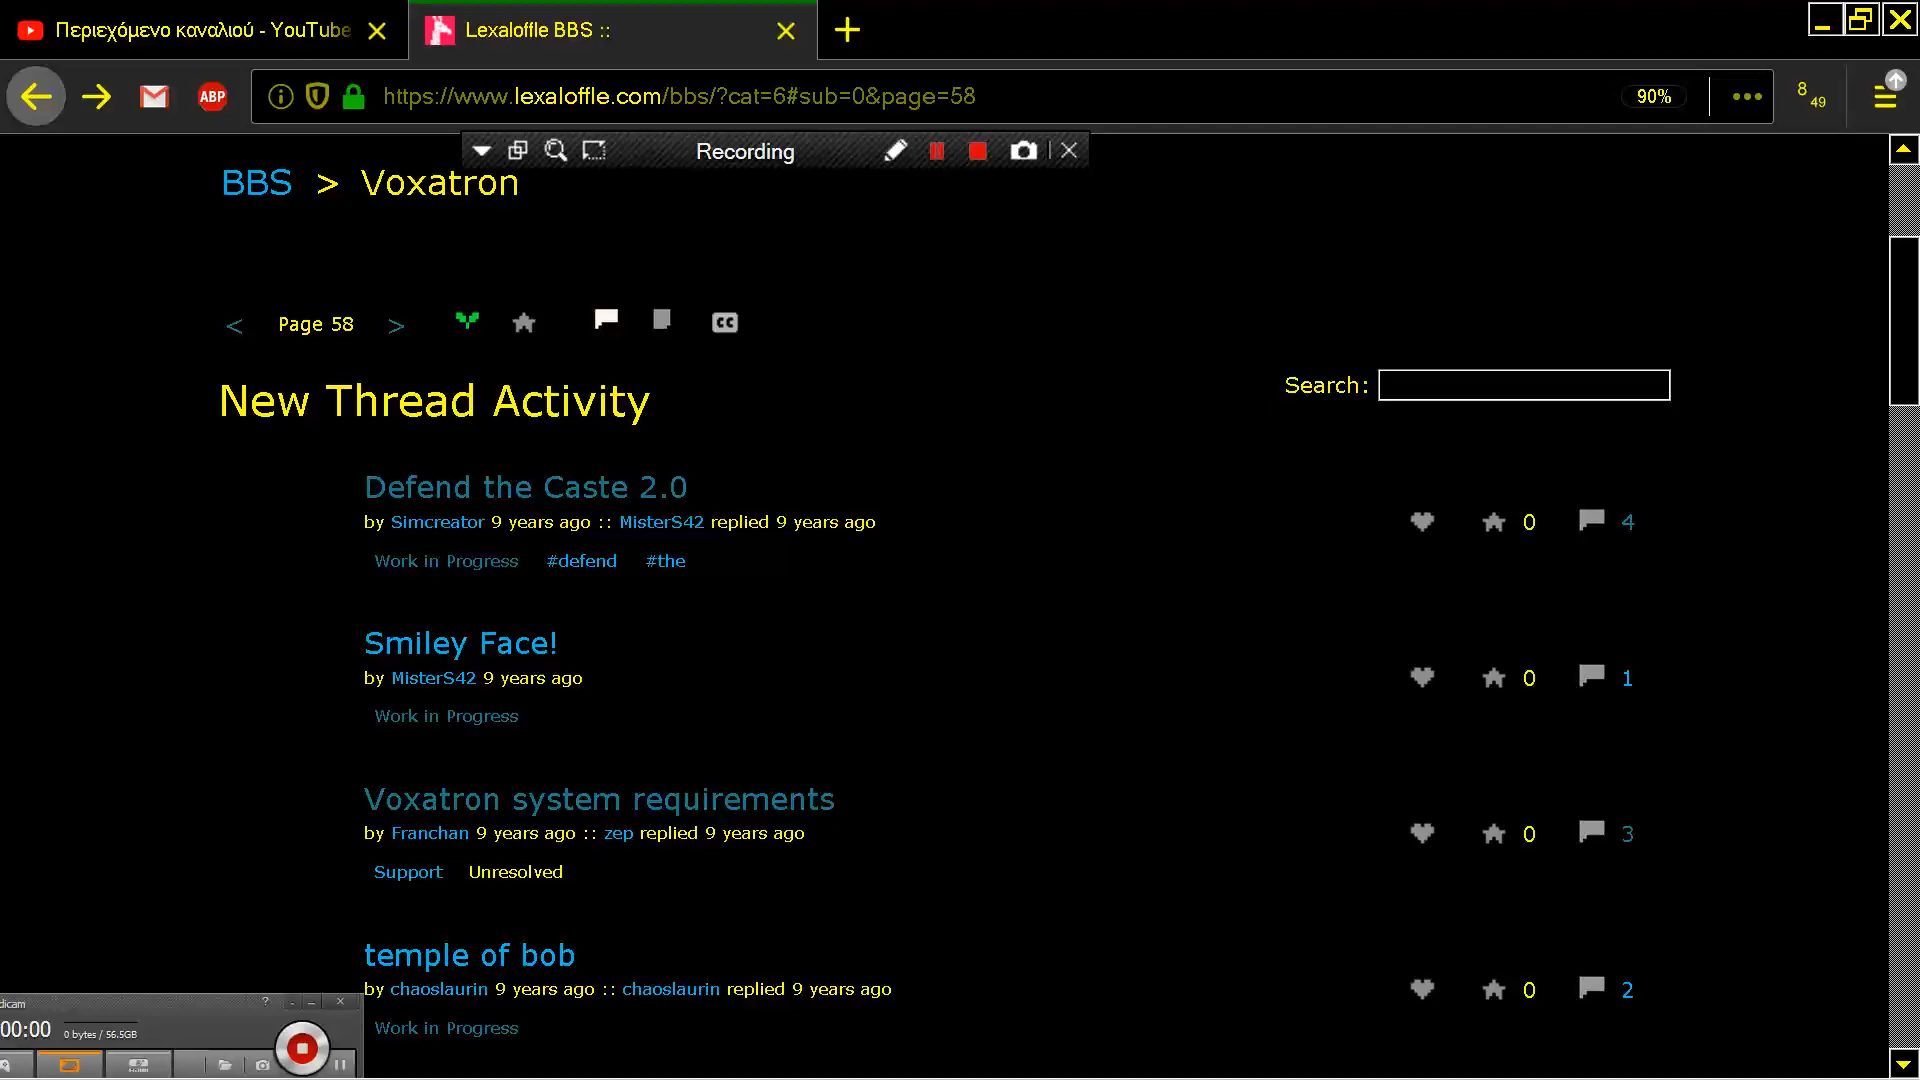 Περιεχόμενο καναλιού - YouTube
Lexaloffle BBS ::
ABP
https://www.lexaloffle.com/bbs/?cat=6#sub=0&page=58
90%
8
49
Recording
BBS > Voxatron
< Page 58 >
CC
New Thread Activity
Search:
Defend the Caste 2.0
by Simcreator 9 years ago :: MisterS42 replied 9 years ago
0
4
Work in Progress #defend #the
Smiley Face!
by MisterS42 9 years ago
0
1
Work in Progress
Voxatron system requirements
by Franchan 9 years ago :: zep replied 9 years ago
0
3
Support Unresolved
temple of bob
by chaoslaurin 9 years ago :: chaoslaurin replied 9 years ago
0
2
Work in Progress
dicam
00:00
0 bytes / 56.5GB